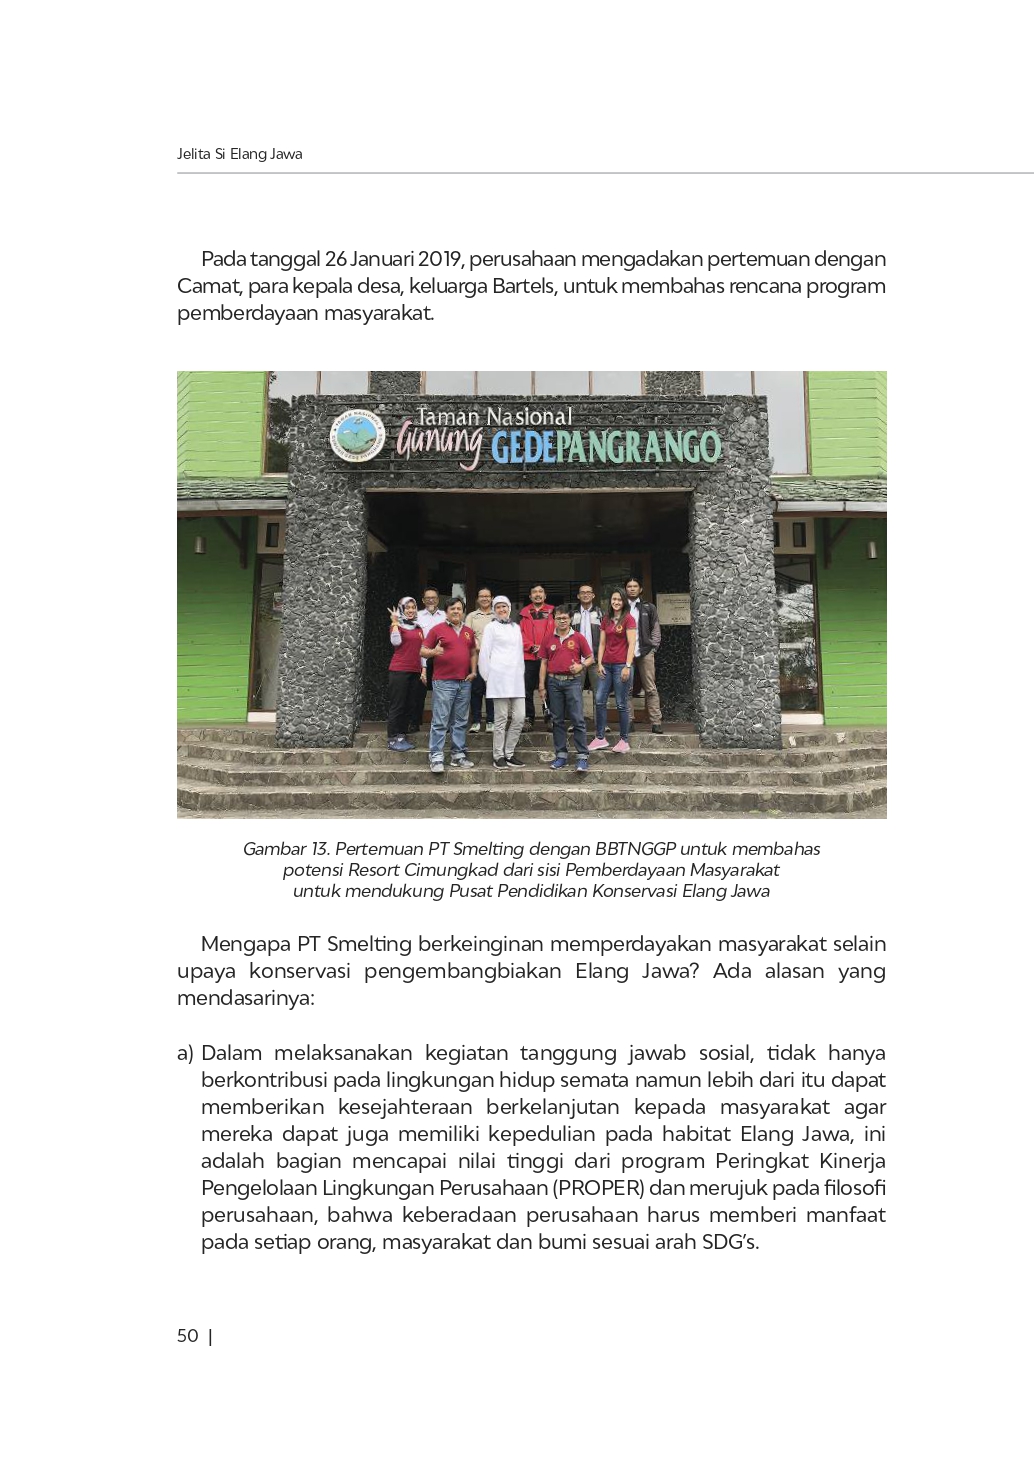 Jelita Si Elang Jawa
Pada tanggal 26 Januari 2019, perusahaan mengadakan pertemuan dengan
Camat, para kepala desa, keluarga Bartels, untuk membahas rencana program
pemberdayaan masyarakat.
Taman Nasional
Gunung GEDEPANGRANGO
Gambar 13. Pertemuan PT Smelting dengan BBTNGGP untuk membahas
potensi Resort Cimungkad dari sisi Pemberdayaan Masyarakat
untuk mendukung Pusat Pendidikan Konservasi Elang Jawa
Mengapa PT Smelting berkeinginan memperdayakan masyarakat selain
upaya konservasi pengembangbiakan Elang Jawa? Ada alasan yang
mendasarinya:
a) Dalam melaksanakan kegiatan tanggung jawab sosial, tidak hanya
berkontribusi pada lingkungan hidup semata namun lebih dari itu dapat
memberikan kesejahteraan berkelanjutan kepada masyarakat agar
mereka dapat juga memiliki kepedulian pada habitat Elang Jawa, ini
adalah bagian mencapai nilai tinggi dari program Peringkat Kinerja
Pengelolaan Lingkungan Perusahaan (PROPER) dan merujuk pada filosofi
perusahaan, bahwa keberadaan perusahaan harus memberi manfaat
pada setiap orang, masyarakat dan bumi sesuai arah SDG’s.
50 |